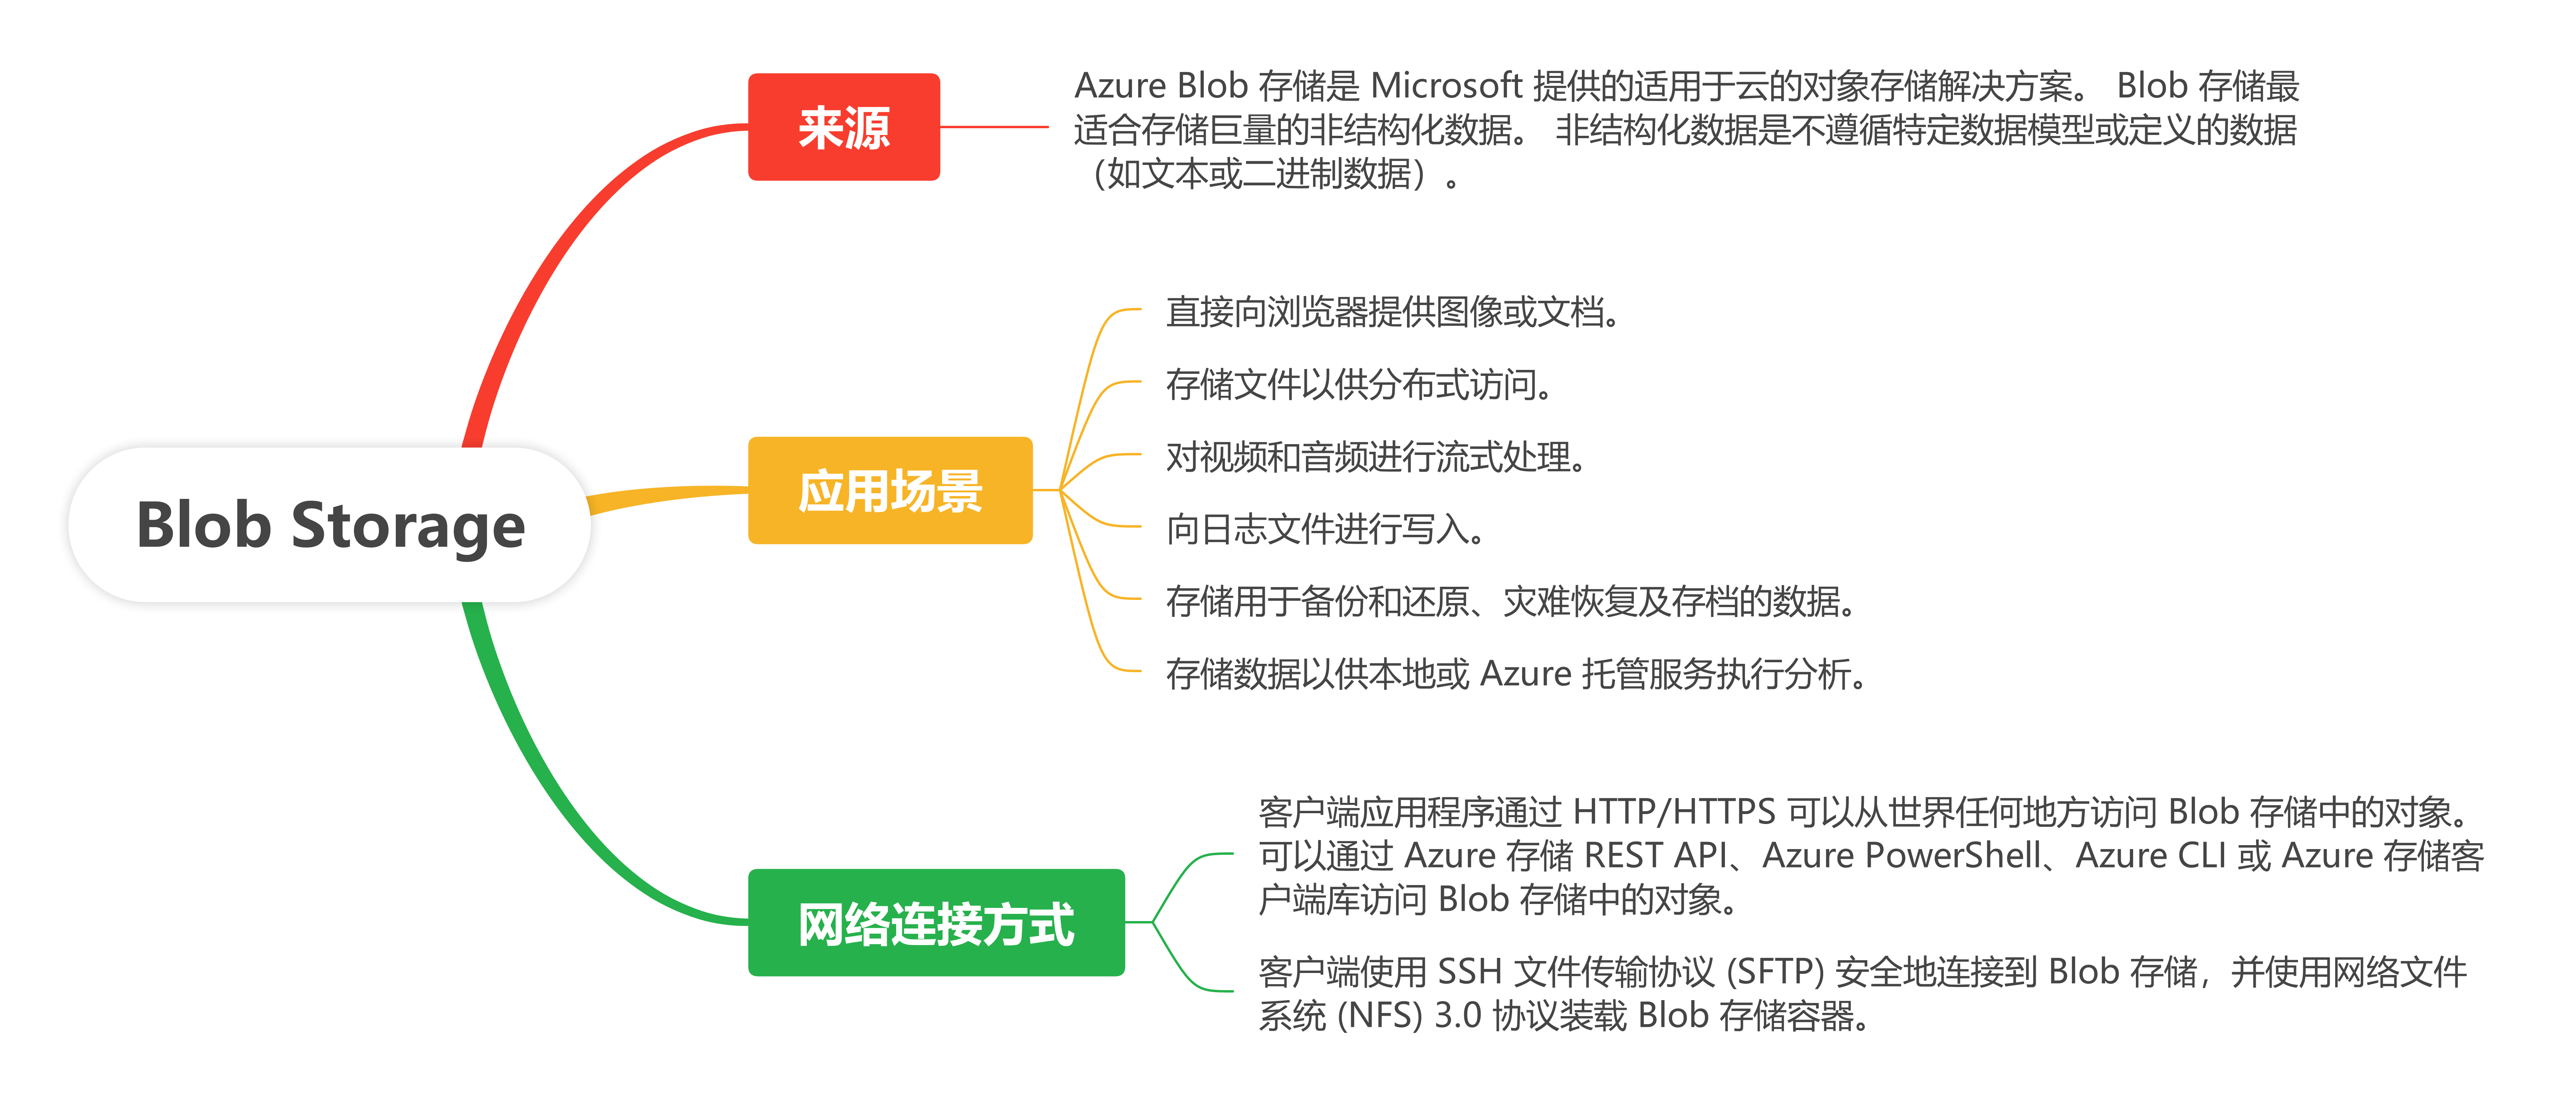 来源
Azure Blob 存储是 Microsoft 提供的适用于云的对象存储解决方案。 Blob 存储最
适合存储巨量的非结构化数据。 非结构化数据是不遵循特定数据模型或定义的数据
（如文本或二进制数据）。
Blob Storage
应用场景
直接向浏览器提供图像或文档。
存储文件以供分布式访问。
对视频和音频进行流式处理。
向日志文件进行写入。
存储用于备份和还原、灾难恢复及存档的数据。
存储数据以供本地或 Azure 托管服务执行分析。
网络连接方式
客户端应用程序通过 HTTP/HTTPS 可以从世界任何地方访问 Blob 存储中的对象。
可以通过 Azure 存储 REST API、Azure PowerShell、Azure CLI 或 Azure 存储客
户端库访问 Blob 存储中的对象。
客户端使用 SSH 文件传输协议 (SFTP) 安全地连接到 Blob 存储，并使用网络文件
系统 (NFS) 3.0 协议装载 Blob 存储容器。